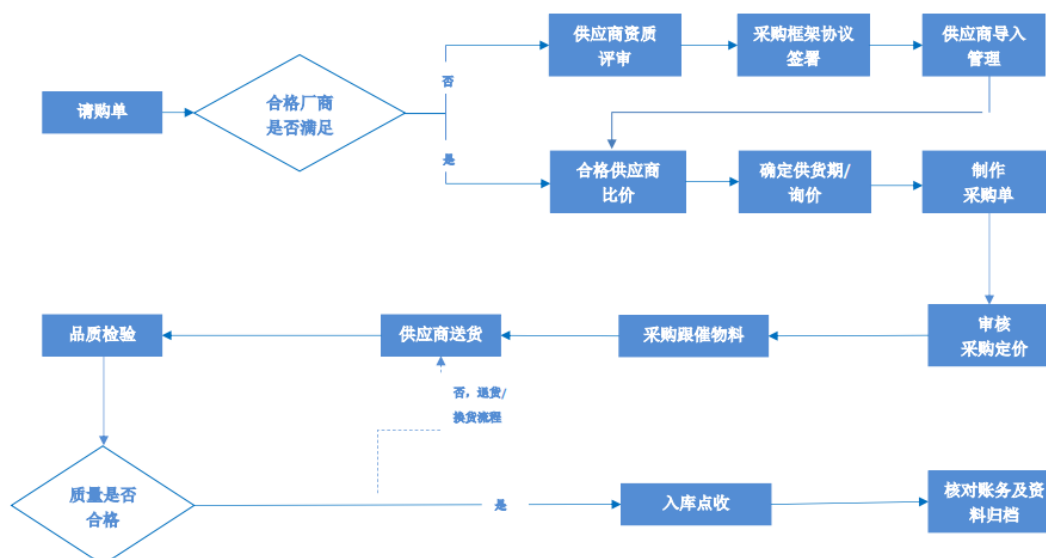 供应商资质
评审
采购框架协议
签署
供应商导入
管理
否
请购单
合格厂商
是否满足
是
合格供应商
比价
确定供货期/
询价
制作
采购单
品质检验
供应商送货
采购跟催物料
审核
采购定价
否，退货/
换货流程
质量是否
合格
是
入库点收
核对账务及资
料归档